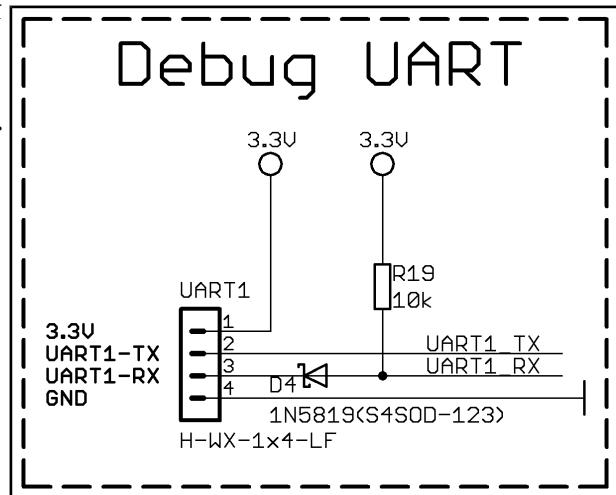 Debug UART
3.3V 3.3V
R19
10k
UART1
1
2
3
4
3.3V
UART1-TX
UART1-RX
GND
UART1_TX
UART1_RX
D4
1N5819(S4SOD-123)
H-WX-1x4-LF